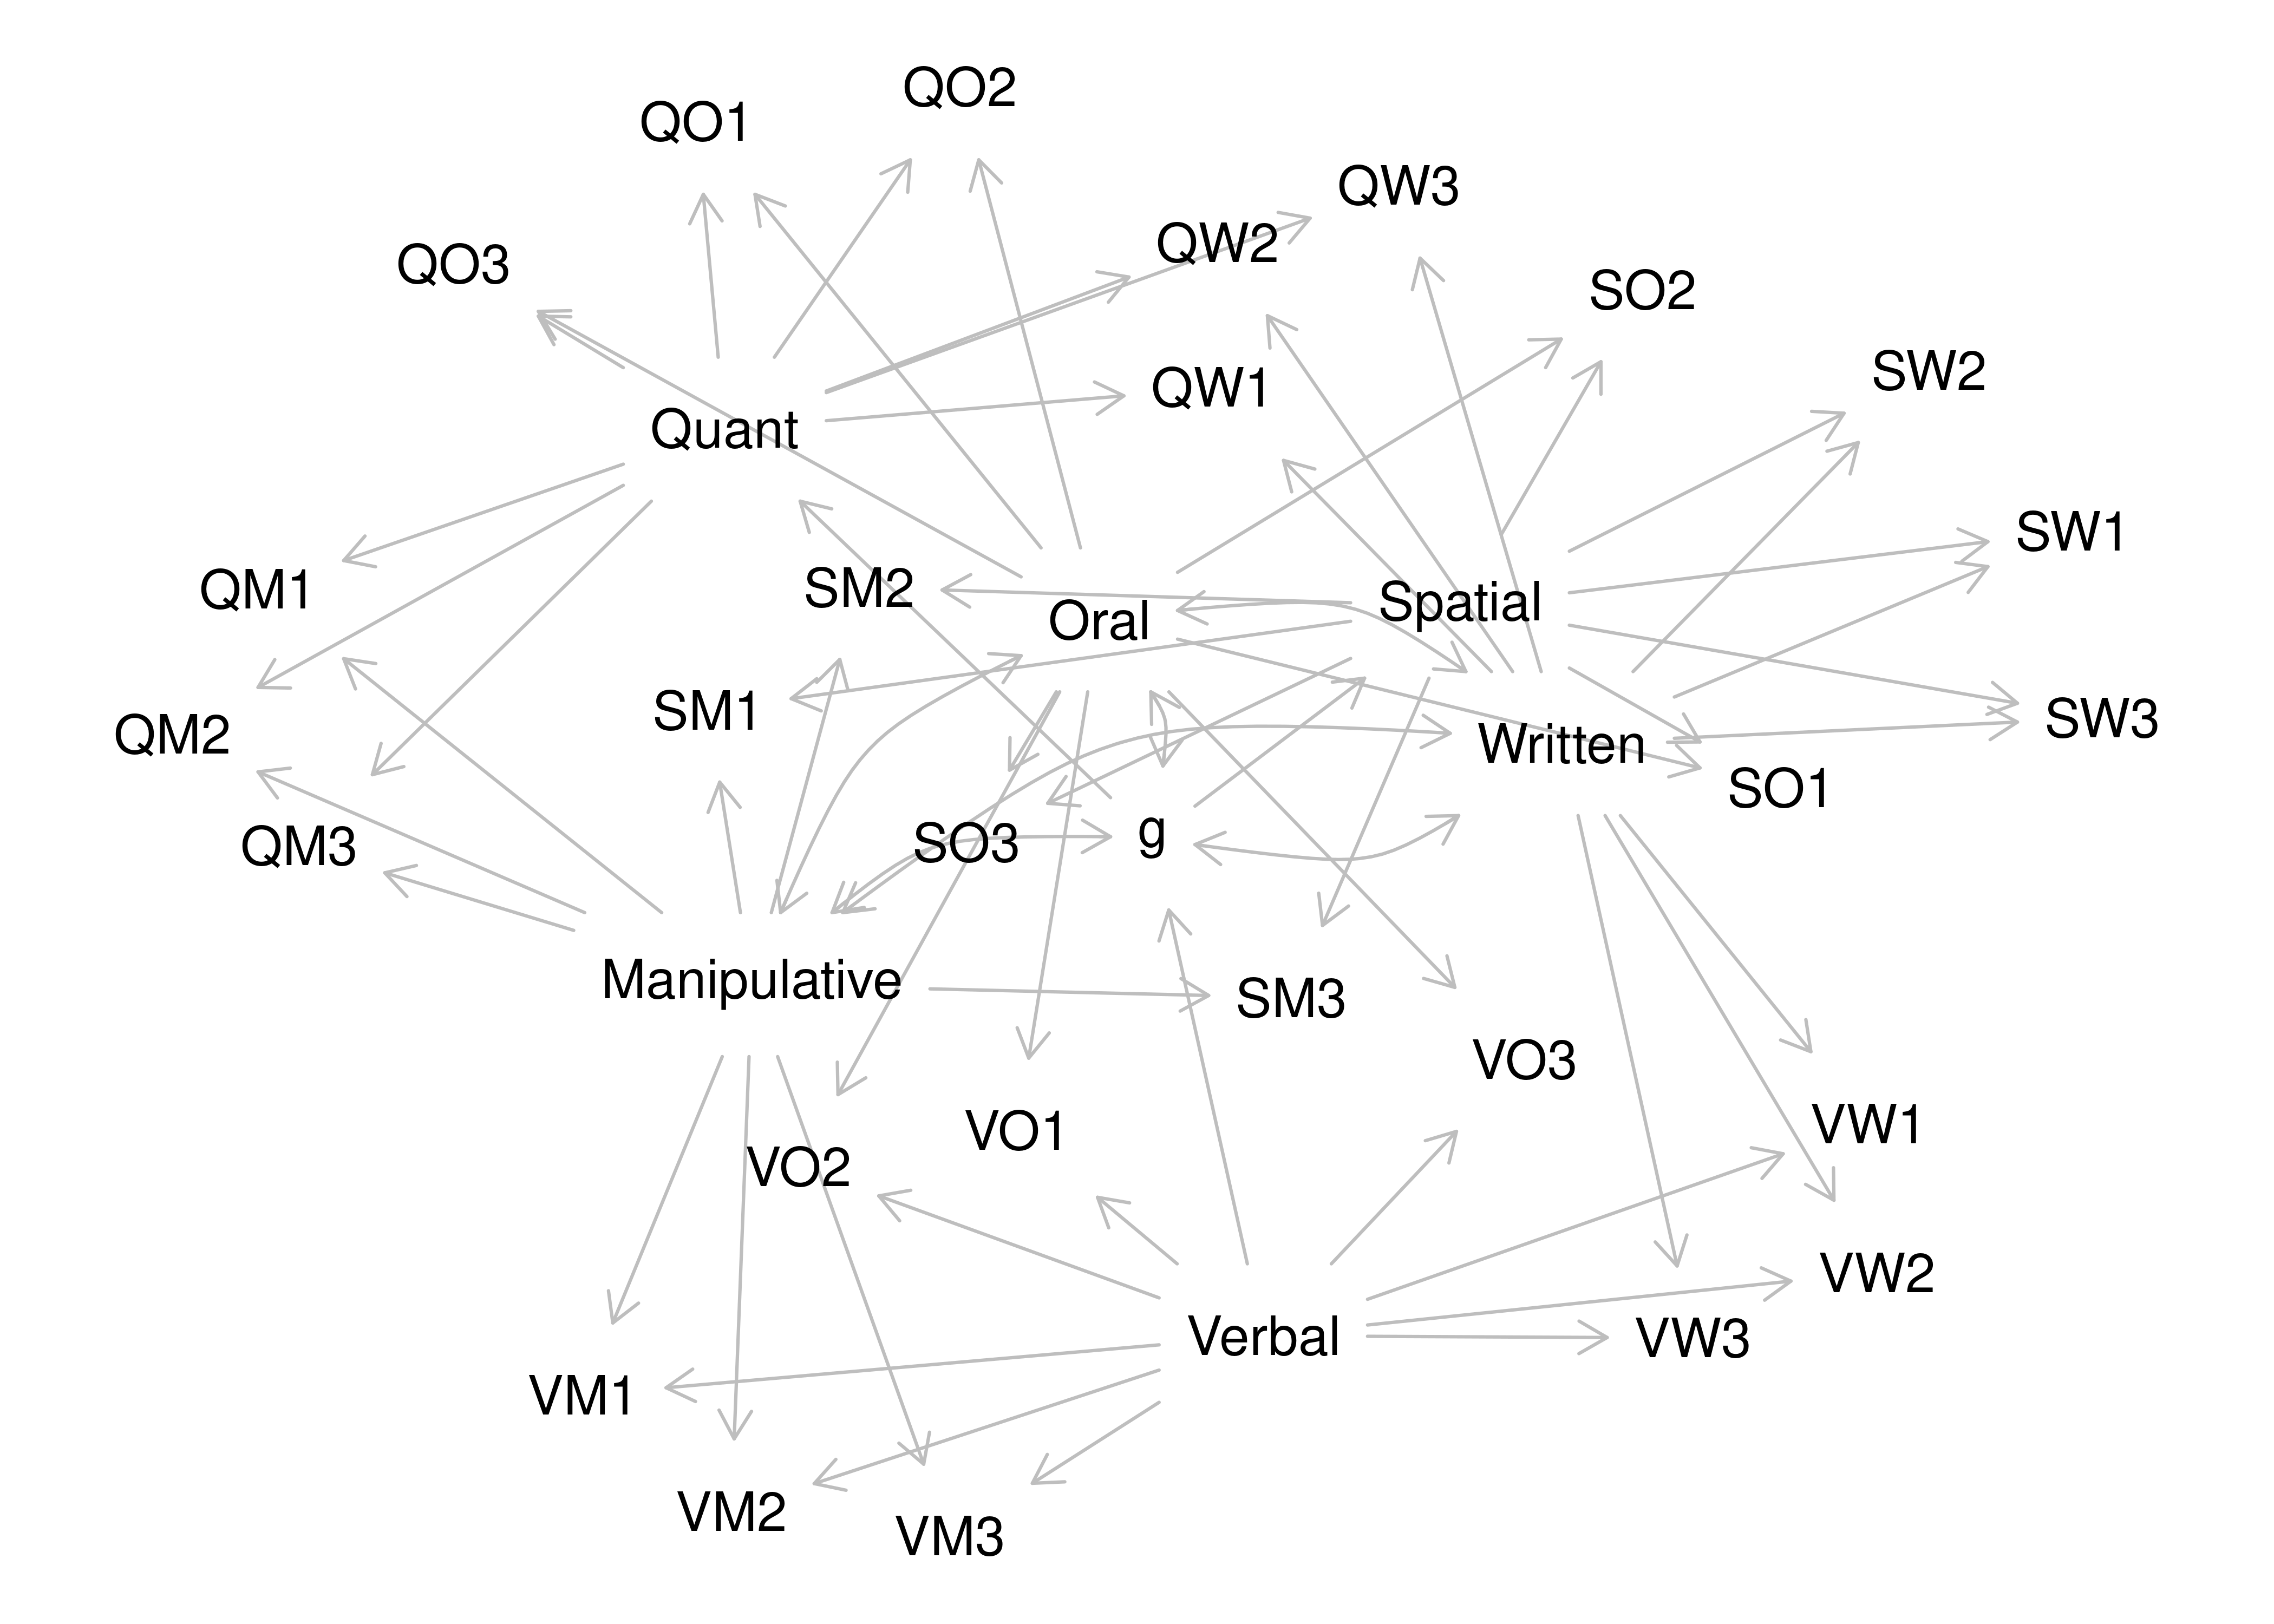 QO2
QO1
QW3
QW2
QO3
SO2
SW2
QW1
Quant
SW1
QM1
SM2
Spatial
Oral
SM1
SW3
QM2
Written
SO1
g
SO3
QM3
Manipulative
SM3
VO3
VW1
VO1
VO2
VW2
Verbal
VW3
VM1
VM2
VM3